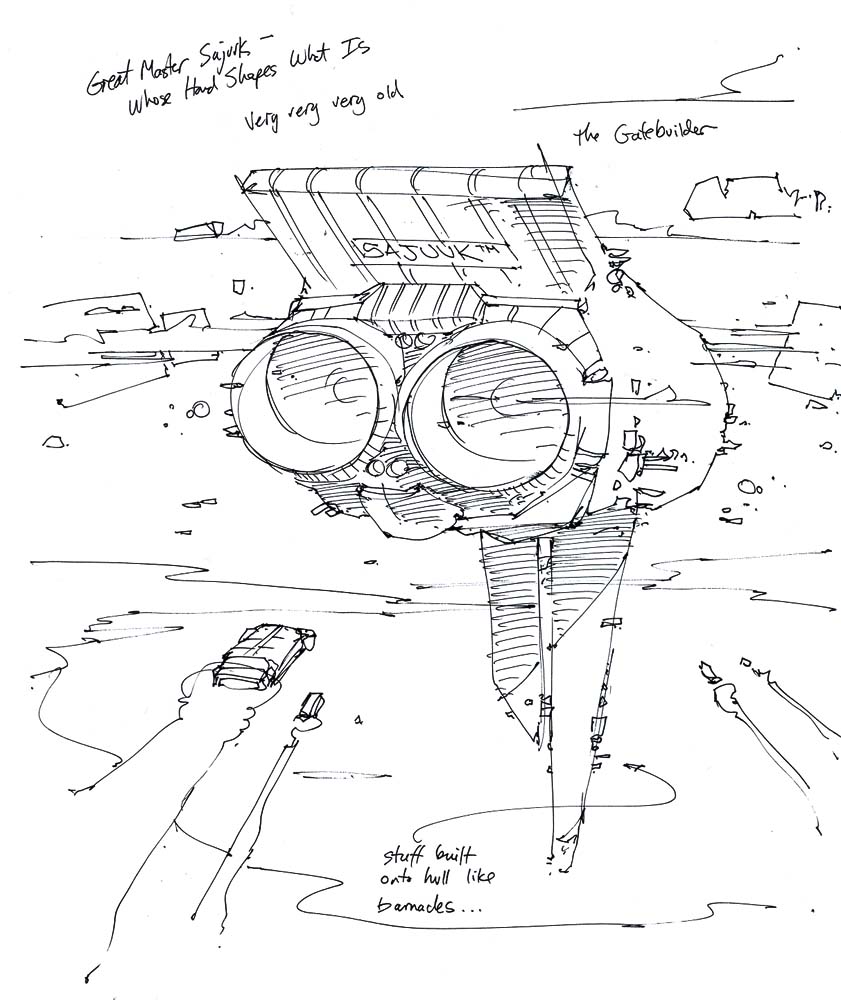 Great Master Sajuuk –
Whose Hand Shapes What Is
very very very old
the Gatebuilder
SAJUUK™
stuff built
onto hull like
barnacles...